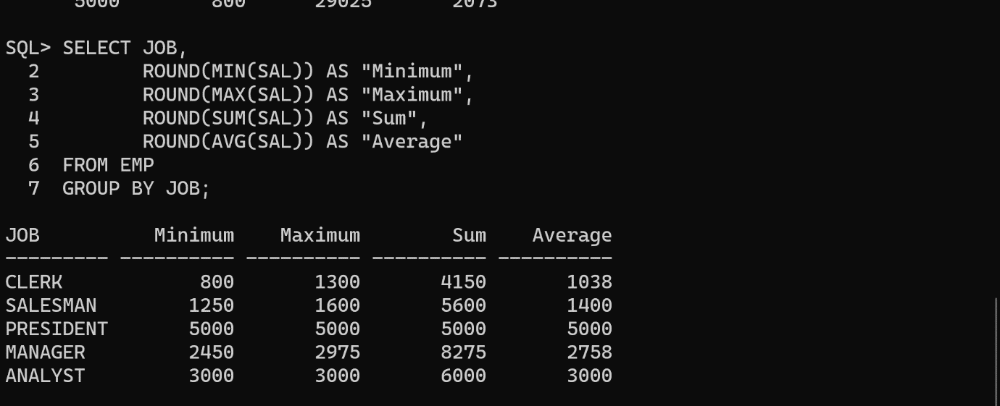 5000        800      29025       2073
SQL> SELECT JOB,
  2         ROUND(MIN(SAL)) AS "Minimum",
  3         ROUND(MAX(SAL)) AS "Maximum",
  4         ROUND(SUM(SAL)) AS "Sum",
  5         ROUND(AVG(SAL)) AS "Average"
  6  FROM EMP
  7  GROUP BY JOB;
JOB          Minimum    Maximum        Sum    Average
--------- ---------- ---------- ---------- ----------
CLERK            800       1300       4150       1038
SALESMAN        1250       1600       5600       1400
PRESIDENT       5000       5000       5000       5000
MANAGER         2450       2975       8275       2758
ANALYST         3000       3000       6000       3000